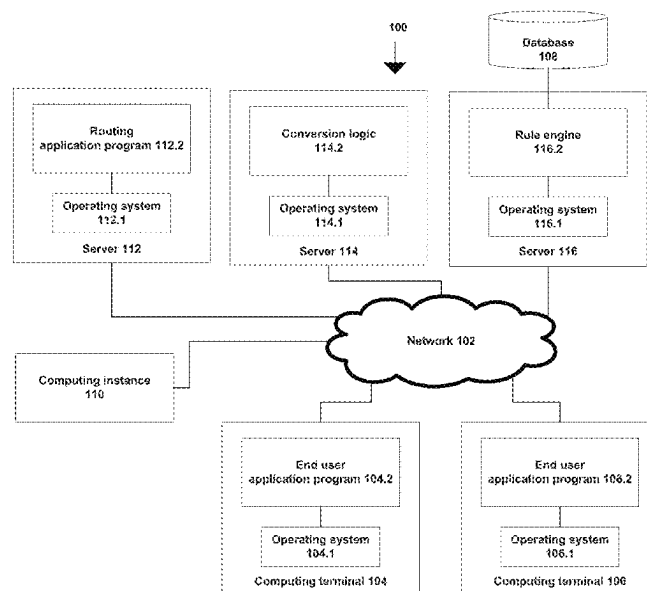 100
Database
108
Routing
application program 112.2
Operating system
112.1
Server 112
Conversion logic
114.2
Operating system
114.1
Server 114
Rule engine
116.2
Operating system
116.1
Server 116
Network 102
Computing instance
110
End user
application program 104.2
Operating system
104.1
Computing terminal 104
End user
application program 106.2
Operating system
106.1
Computing terminal 106